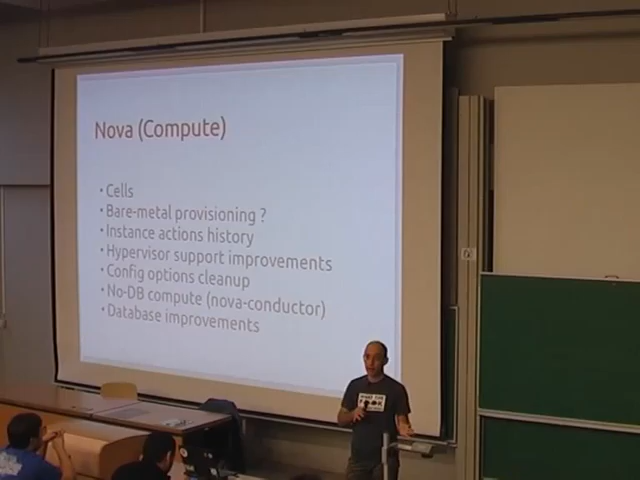 Nova (Compute)
• Cells
• Bare-metal provisioning ?
• Instance actions history
• Hypervisor support improvements
• Config options cleanup
• No-DB compute (nova-conductor)
• Database improvements